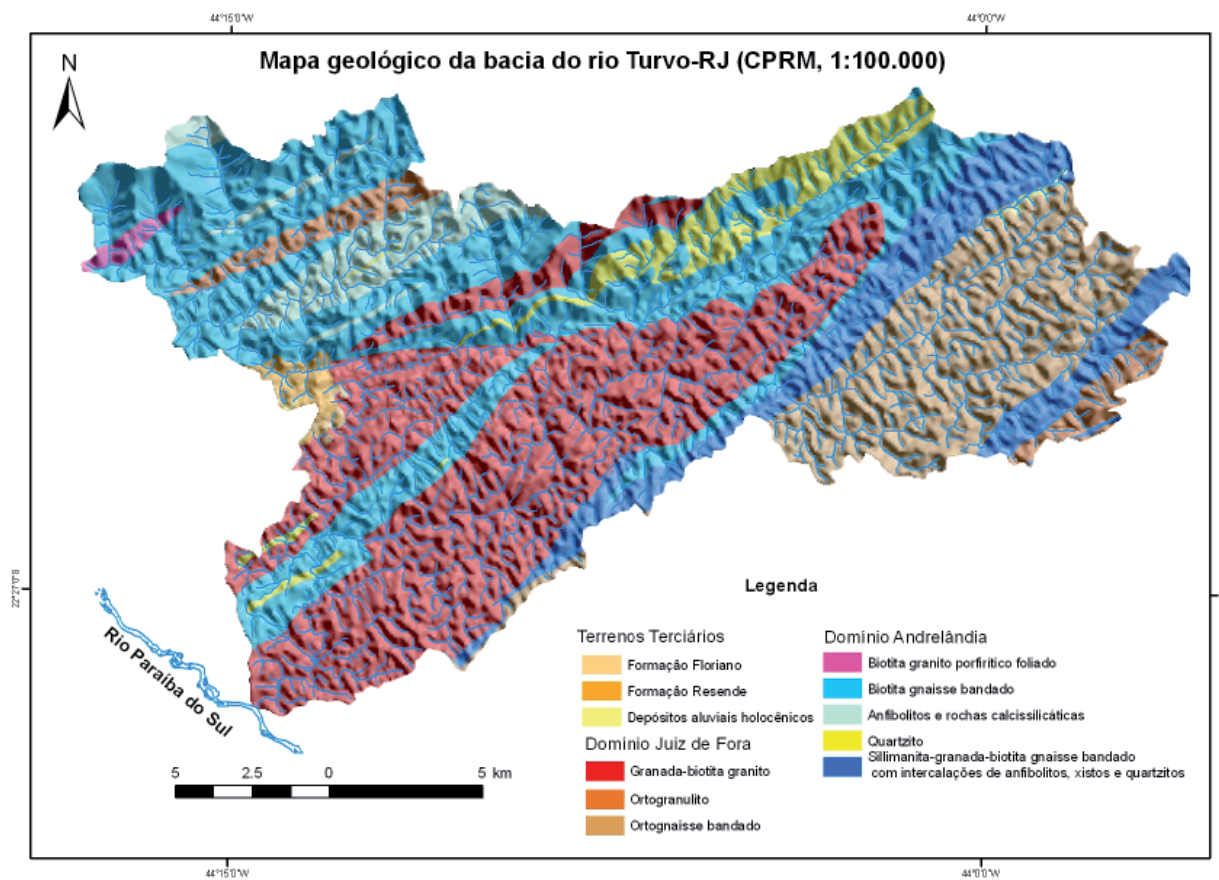 44°15'0"W
44°0'0"W
Mapa geológico da bacia do rio Turvo-RJ (CPRM, 1:100.000)
N
22°27'0"S
Rio Paraíba do Sul
5 2.5 0 5 km
Legenda
Terrenos Terciários
Formação Floriano
Formação Resende
Depósitos aluviais holocênicos
Domínio Juiz de Fora
Granada-biotita granito
Ortogranulito
Ortognaisse bandado
Domínio Andrelândia
Biotita granito porfirítico foliado
Biotita gnaisse bandado
Anfibolitos e rochas calcissilicáticas
Quartzito
Sillimanita-granada-biotita gnaisse bandado
com intercalações de anfibolitos, xistos e quartzitos
44°15'0"W
44°0'0"W